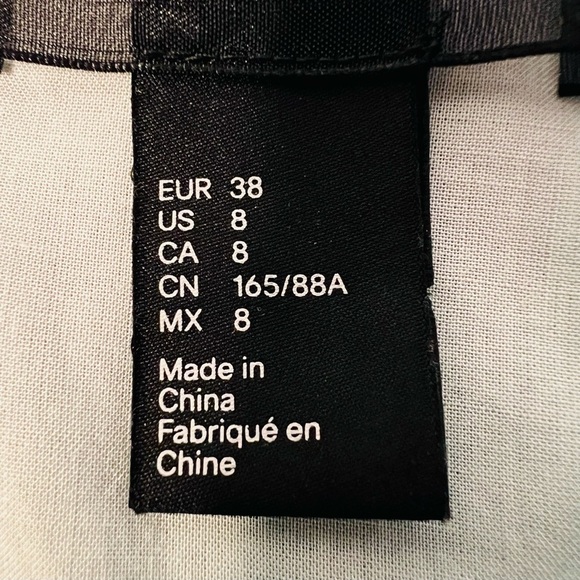 EUR 38
US 8
CA 8
CN 165/88A
MX 8
Made in
China
Fabriqué en
Chine